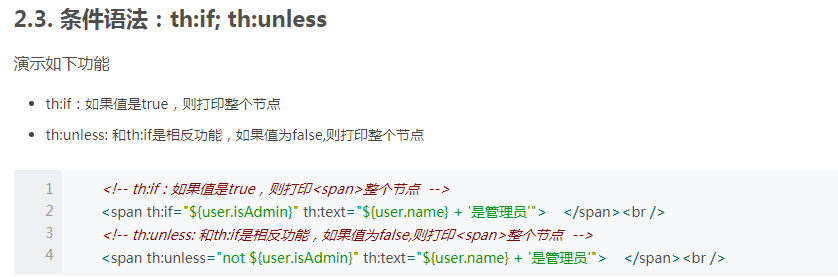 2.3. 条件语法：th:if; th:unless
演示如下功能
• th:if：如果值是true，则打印整个节点
• th:unless: 和th:if是相反功能，如果值为false,则打印整个节点
1 <!-- th:if : 如果值是true，则打印<span>整个节点 -->
2 <span th:if="${user.isAdmin}" th:text="${user.name} + '是管理员'"> </span><br />
3 <!-- th:unless: 和th:if是相反功能，如果值为false,则打印<span>整个节点 -->
4 <span th:unless="not ${user.isAdmin}" th:text="${user.name} + '是管理员'"> </span><br />